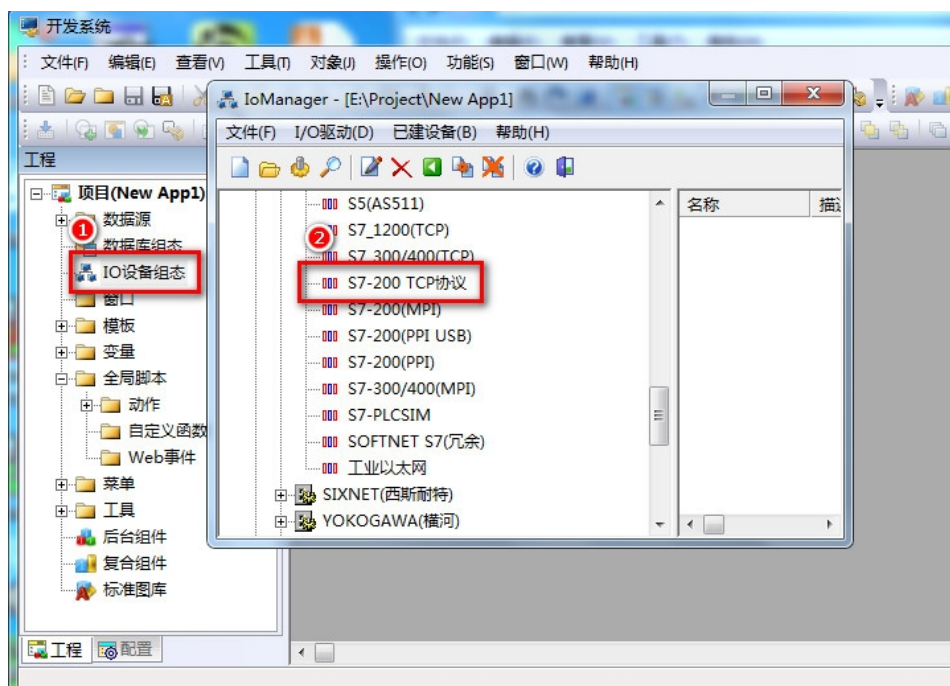 开发系统
文件(F) 编辑(E) 查看(V) 工具(T) 对象(J) 操作(O) 功能(S) 窗口(W) 帮助(H)
IoManager - [E:\Project\New App1]
文件(F) I/O驱动(D) 已建设备(B) 帮助(H)
工程
项目(New App1)
数据源
1
数据库组态
IO设备组态
窗口
模板
变量
全局脚本
动作
自定义函数
Web事件
菜单
工具
后台组件
复合组件
标准图库
工程 配置
S5(AS511)
S7_1200(TCP)
2
S7_300/400(TCP)
S7-200 TCP协议
S7-200(MPI)
S7-200(PPI USB)
S7-200(PPI)
S7-300/400(MPI)
S7-PLCSIM
SOFTNET S7(冗余)
工业以太网
SIXNET(西斯耐特)
YOKOGAWA(横河)
名称